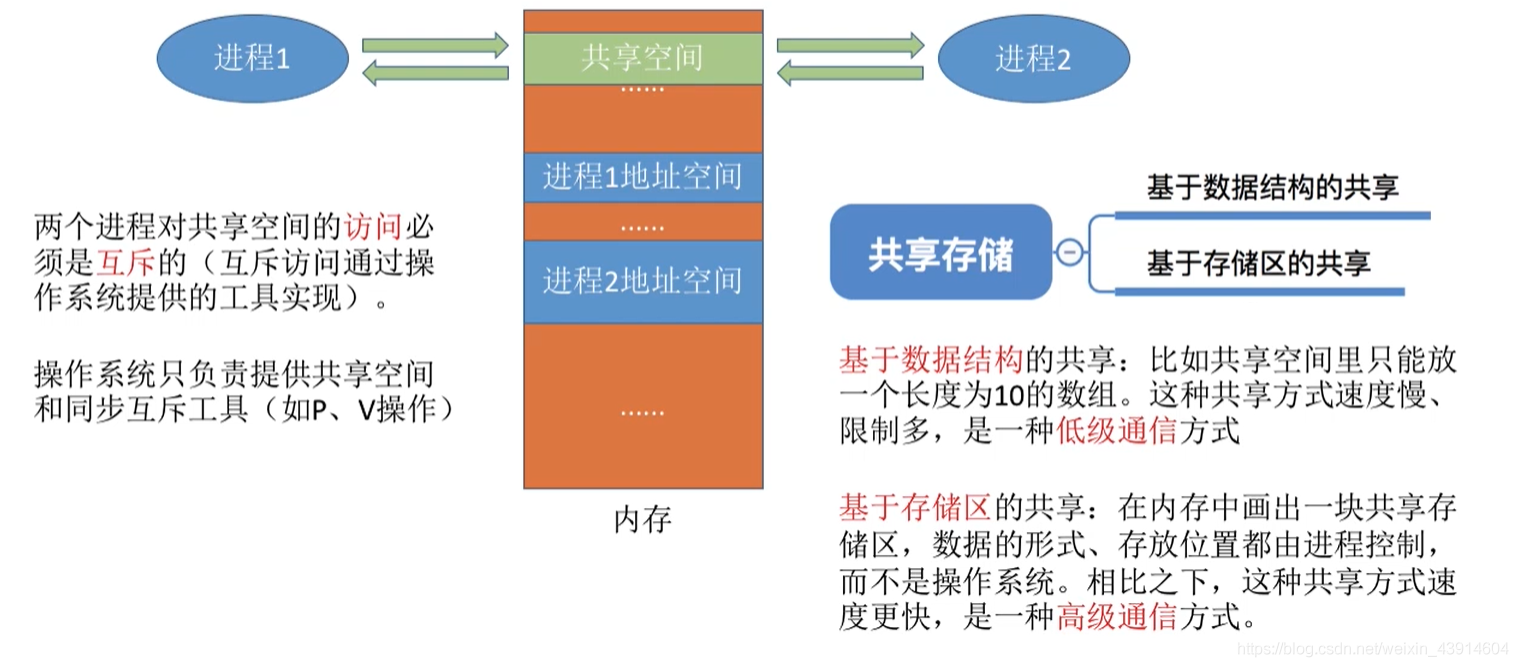 进程1
共享空间
进程2
······
进程1地址空间
······
进程2地址空间
······
内存
两个进程对共享空间的访问必
须是互斥的（互斥访问通过操
作系统提供的工具实现）。
操作系统只负责提供共享空间
和同步互斥工具（如P、V操作）
共享存储
基于数据结构的共享
基于存储区的共享
基于数据结构的共享：比如共享空间里只能放
一个长度为10的数组。这种共享方式速度慢、
限制多，是一种低级通信方式
基于存储区的共享：在内存中画出一块共享存
储区，数据的形式、存放位置都由进程控制，
而不是操作系统。相比之下，这种共享方式速
度更快，是一种高级通信方式。
https://blog.csdn.net/weixin_43914604